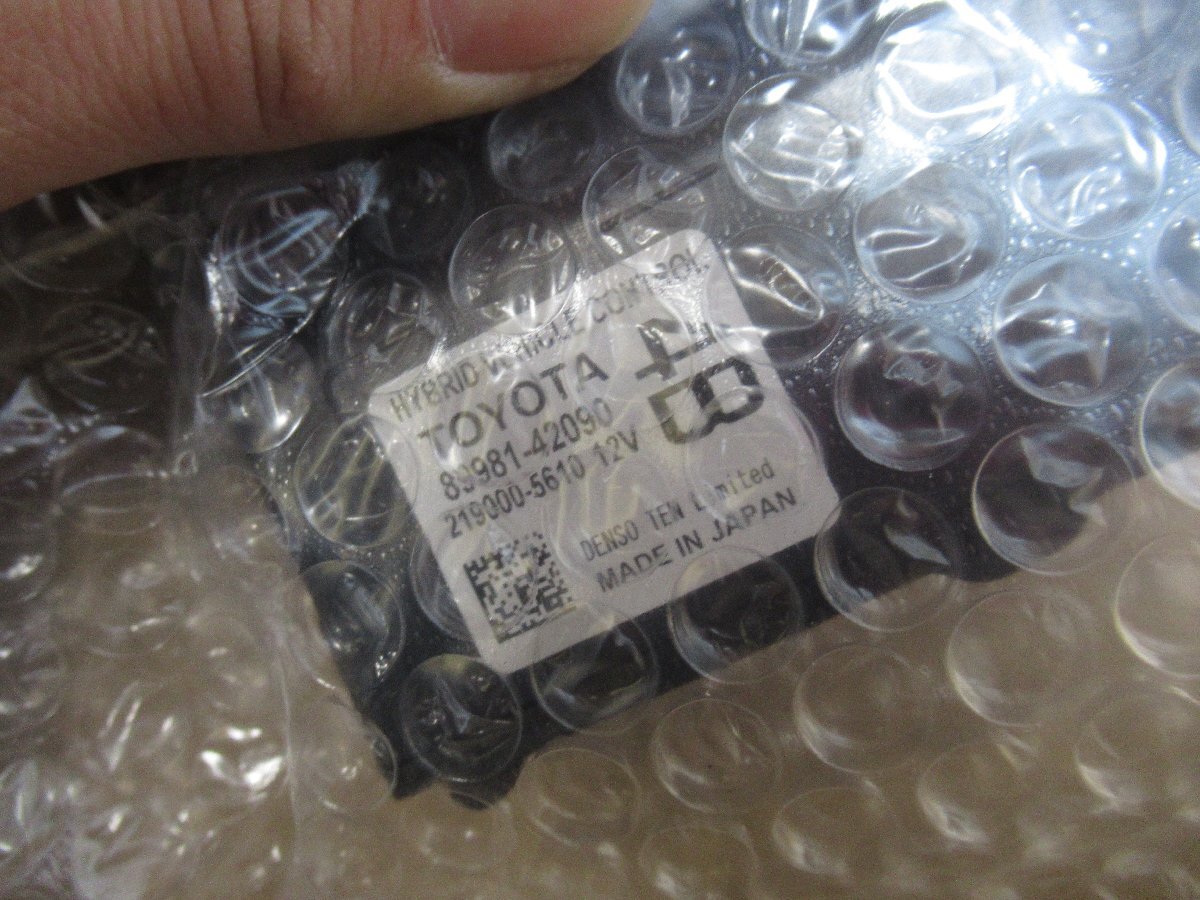 HYBRID VEHICLE CONTROL
TOYOTA
89981-42090
219000-5610 12V
DENSO TEN Limited
MADE IN JAPAN